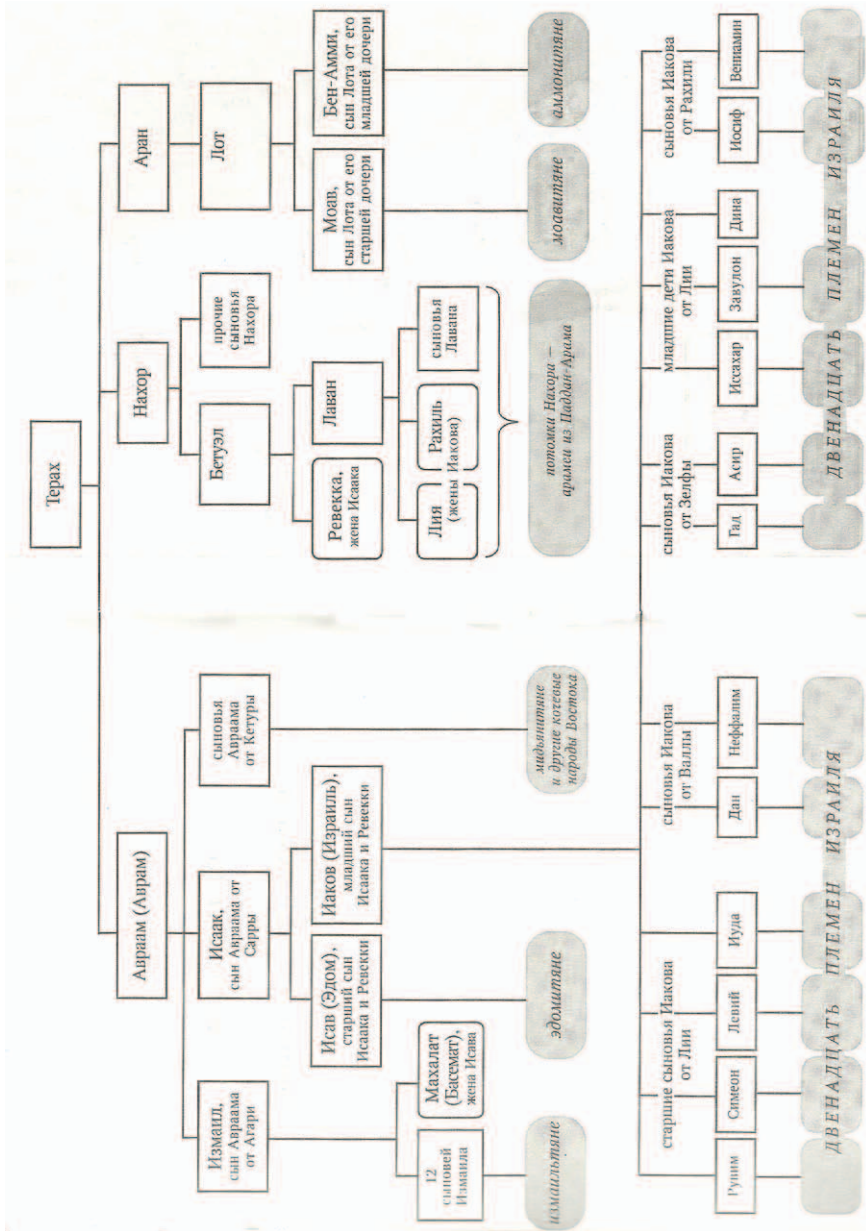 Терах
Авраам (Аврам)
Нахор
Аран
Измаил,
сын Авраама
от Агари
Исаак,
сын Авраама от
Сарры
сыновья
Авраама
от Кетуры
Бетуэл
прочие
сыновья
Нахора
Лот
Исав (Эдом),
старший сын
Исаака и Ревекки
Иаков (Израиль),
младший сын
Исаака и Ревекки
Ревекка,
жена Исаака
Лаван
Моав,
сын Лота от его
старшей дочери
Бен-Амми,
сын Лота от его
младшей дочери
12
сыновей
Измаила
Махалат
(Басемат),
жена Исава
Лия
Рахиль
(жены Иакова)
сыновья
Лавана
измаильтяне
эдомитяне
мидьянитяне
и другие кочевые
народы Востока
потомки Нахора —
арамеи из Паддан-Арама
моавитяне
аммонитяне
старшие сыновья Иакова
от Лии
сыновья Иакова
от Валлы
сыновья Иакова
от Зелфы
младшие дети Иакова
от Лии
сыновья Иакова
от Рахили
Рувим
Симеон
Левий
Иуда
Дан
Неффалим
Гад
Асир
Иссахар
Завулон
Дина
Иосиф
Вениамин
ДВЕНАДЦАТЬ ПЛЕМЕН ИЗРАИЛЯ
ДВЕНАДЦАТЬ ПЛЕМЕН ИЗРАИЛЯ